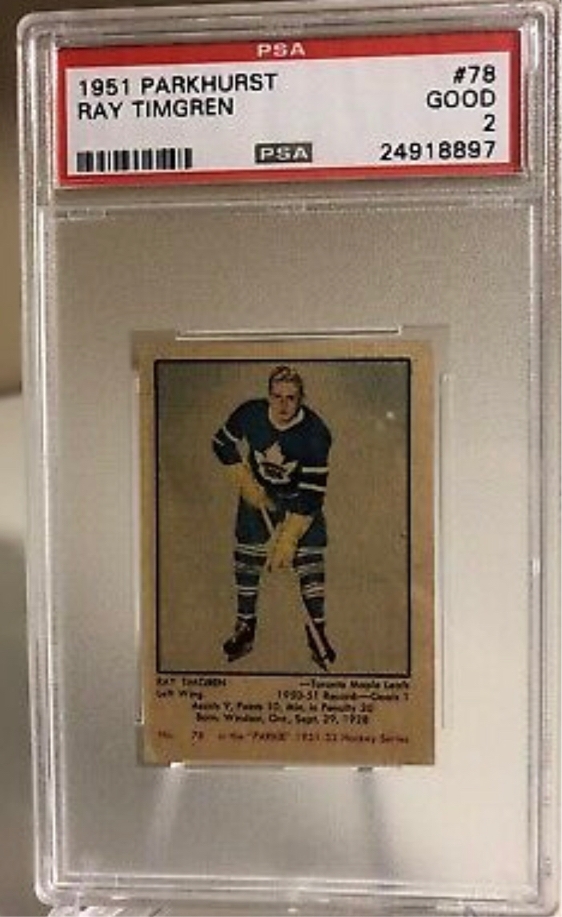 PSA
1951 PARKHURST #78
RAY TIMGREN GOOD
2
PSA 24918897
RAY TIMGREN —Toronto Maple Leafs
Left Wing. 1950-51 Record—Goals 1
Assists 9, Points 10, Min. in Penalty 20
Born, Windsor, Ont., Sept. 29, 1928
No. 78 in the "PARKIE" 1951-52 Hockey Series